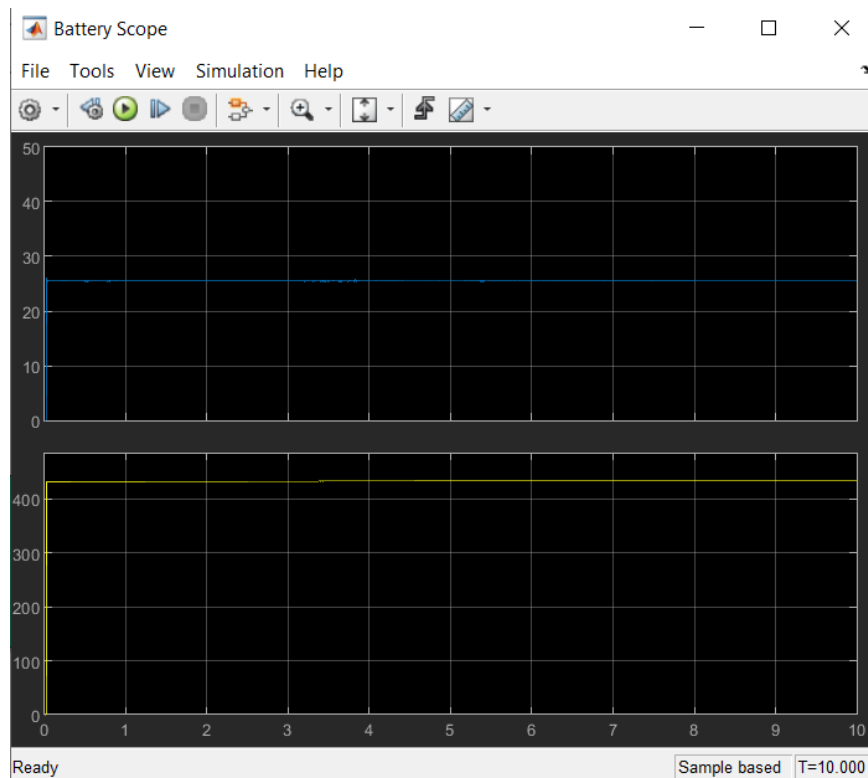 Battery Scope
File Tools View Simulation Help
50
40
30
20
10
0
400
300
200
100
0
0 1 2 3 4 5 6 7 8 9 10
Ready Sample based T=10.000